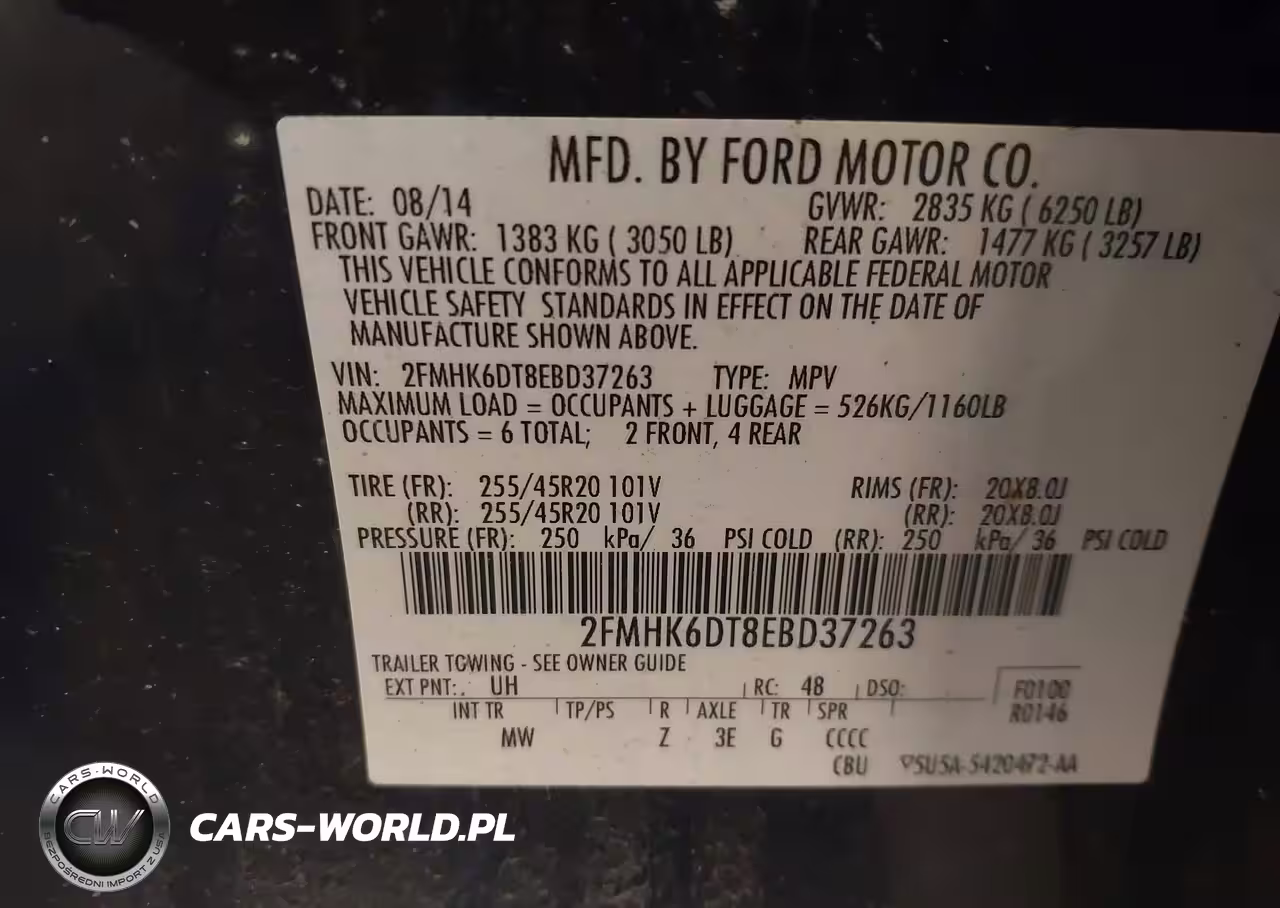 MFD. BY FORD MOTOR CO.
DATE: 08/14 GVWR: 2835 KG ( 6250 LB)
FRONT GAWR: 1383 KG ( 3050 LB) REAR GAWR: 1477 KG ( 3257 LB)
THIS VEHICLE CONFORMS TO ALL APPLICABLE FEDERAL MOTOR
VEHICLE SAFETY STANDARDS IN EFFECT ON THE DATE OF
MANUFACTURE SHOWN ABOVE.
VIN: 2FMHK6DT8EBD37263 TYPE: MPV
MAXIMUM LOAD = OCCUPANTS + LUGGAGE = 526KG/1160LB
OCCUPANTS = 6 TOTAL; 2 FRONT, 4 REAR
TIRE (FR): 255/45R20 101V RIMS (FR): 20X8.0J
(RR): 255/45R20 101V (RR): 20X8.0J
PRESSURE (FR): 250 kPa/ 36 PSI COLD (RR): 250 kPa/ 36 PSI COLD
2FMHK6DT8EBD37263
TRAILER TOWING - SEE OWNER GUIDE
EXT PNT: UH RC: 48 DSO: F0100
INT TR TP/PS R AXLE TR SPR R0146
MW Z 3E G CCCC
CBU 5U5A-5420472-AA
CARS-WORLD
CW
BEZPOŚREDNI IMPORT Z USA
CARS-WORLD.PL